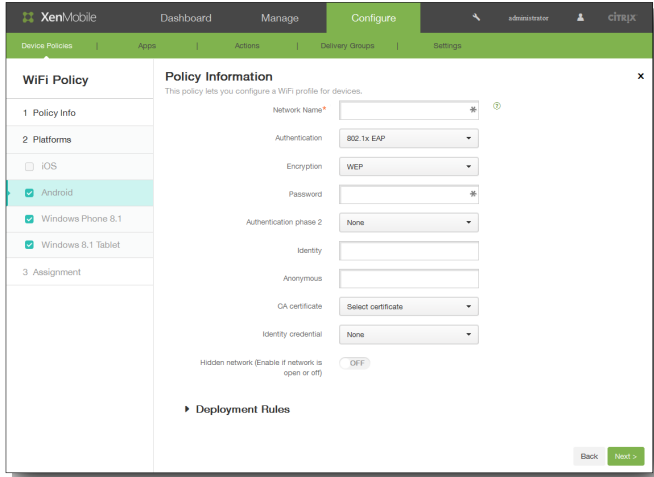 XenMobile Dashboard Manage Configure administrator CİTRIX
Device Policies | Apps | Actions | Delivery Groups | Settings
WiFi Policy
1 Policy Info
2 Platforms
iOS
Android
Windows Phone 8.1
Windows 8.1 Tablet
3 Assignment
Policy Information
x
This policy lets you configure a WiFi profile for devices.
Network Name*
Authentication 802.1x EAP
Encryption WEP
Password
Authentication phase 2 None
Identity
Anonymous
CA certificate Select certificate
Identity credential None
Hidden network (Enable if network is
open or off) OFF
Deployment Rules
Back Next >